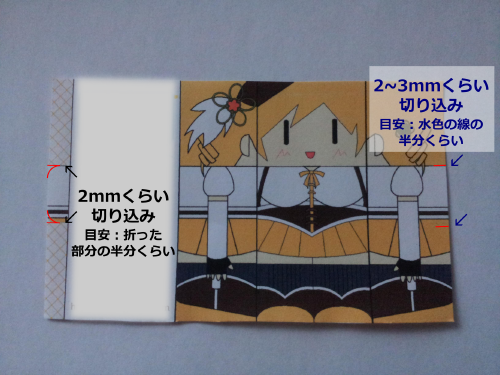 2~3mmくらい
切り込み
目安：水色の線の
半分くらい
2mmくらい
切り込み
目安：折った
部分の半分くらい